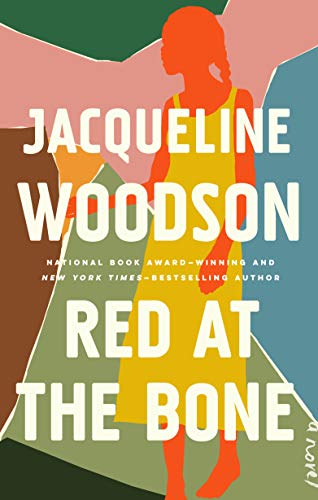 JACQUELINE
WOODSON
NATIONAL BOOK AWARD–WINNING AND
NEW YORK TIMES–BESTSELLING AUTHOR
RED AT
THE BONE
a novel